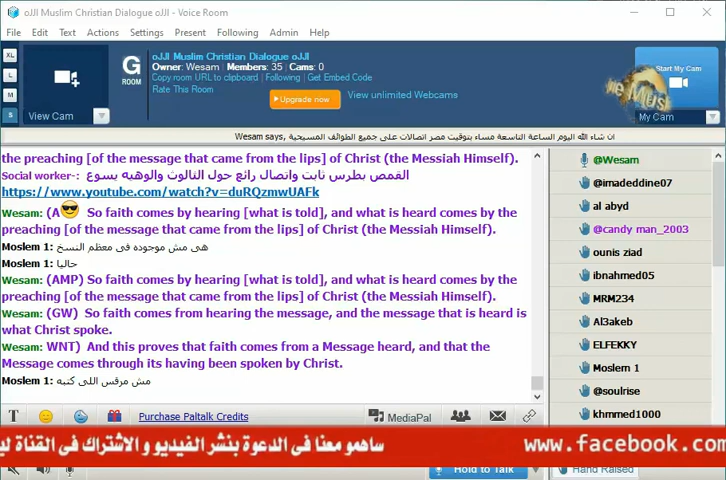 oJJI Muslim Christian Dialogue oJJI - Voice Room
File Edit Text Actions Settings Present Following Admin Help
XL
L
M
S
View Cam
G
ROOM
oJJI Muslim Christian Dialogue oJJI
Owner: Wesam | Members: 35 | Cams: 0
Copy room URL to clipboard | Following | Get Embed Code
Rate This Room
Upgrade now
View unlimited Webcams
Start My Cam
My Cam
Wesam says, ان شاء الله اليوم الساعة التاسعة مساء بتوقيت مصر اتصالات على جميع الطوائف المسيحية
the preaching [of the message that came from the lips] of Christ (the Messiah Himself).
Social worker-: القمص بطرس ثابت واتصال رائع حول الثالوث والوهيه يسوع
https://www.youtube.com/watch?v=duRQzmwUAFk
Wesam: (A So faith comes by hearing [what is told], and what is heard comes by the
preaching [of the message that came from the lips] of Christ (the Messiah Himself).
Moslem 1: هى مش موجوده فى معظم النسخ
Moslem 1: حاليا
Wesam: (AMP) So faith comes by hearing [what is told], and what is heard comes by the
preaching [of the message that came from the lips] of Christ (the Messiah Himself).
Wesam: (GW) So faith comes from hearing the message, and the message that is heard is
what Christ spoke.
Wesam: WNT) And this proves that faith comes from a Message heard, and that the
Message comes through its having been spoken by Christ.
Moslem 1: مش مرقس اللى كتبه
@Wesam
@imadeddine07
al abyd
@candy man_2003
ounis ziad
ibnahmed05
MRM234
Al3akeb
ELFEKKY
Moslem 1
@soulrise
khmmed1000
T
Purchase Paltalk Credits
MediaPal
ساهمو معنا فى الدعوة بنشر الفيديو و الاشتراك فى القناة
www.facebook.com
Hold to Talk
Hand Raised